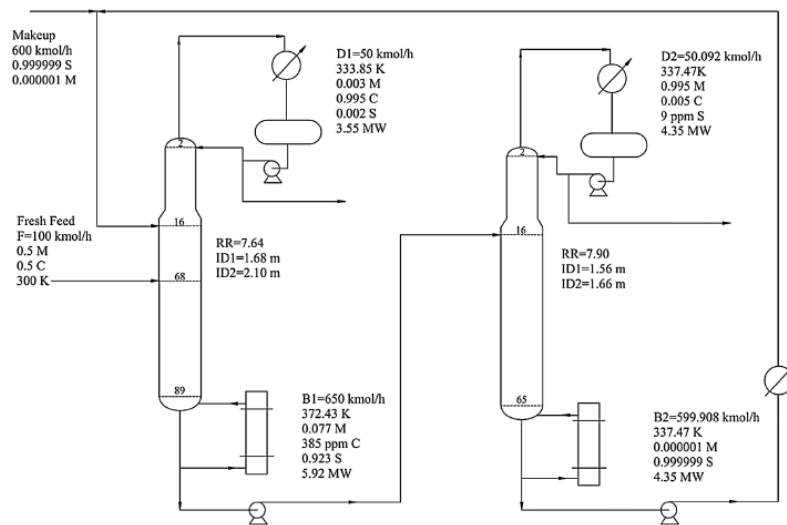 Makeup
600 kmol/h
0.999999 S
0.000001 M
D1=50 kmol/h
333.85 K
0.003 M
0.995 C
0.002 S
3.55 MW
D2=50.092 kmol/h
337.47K
0.995 M
0.005 C
9 ppm S
4.35 MW
2
2
Fresh Feed
F=100 kmol/h
0.5 M
0.5 C
300 K
16
68
89
RR=7.64
ID1=1.68 m
ID2=2.10 m
16
65
RR=7.90
ID1=1.56 m
ID2=1.66 m
B1=650 kmol/h
372.43 K
0.077 M
385 ppm C
0.923 S
5.92 MW
B2=599.908 kmol/h
337.47 K
0.000001 M
0.999999 S
4.35 MW